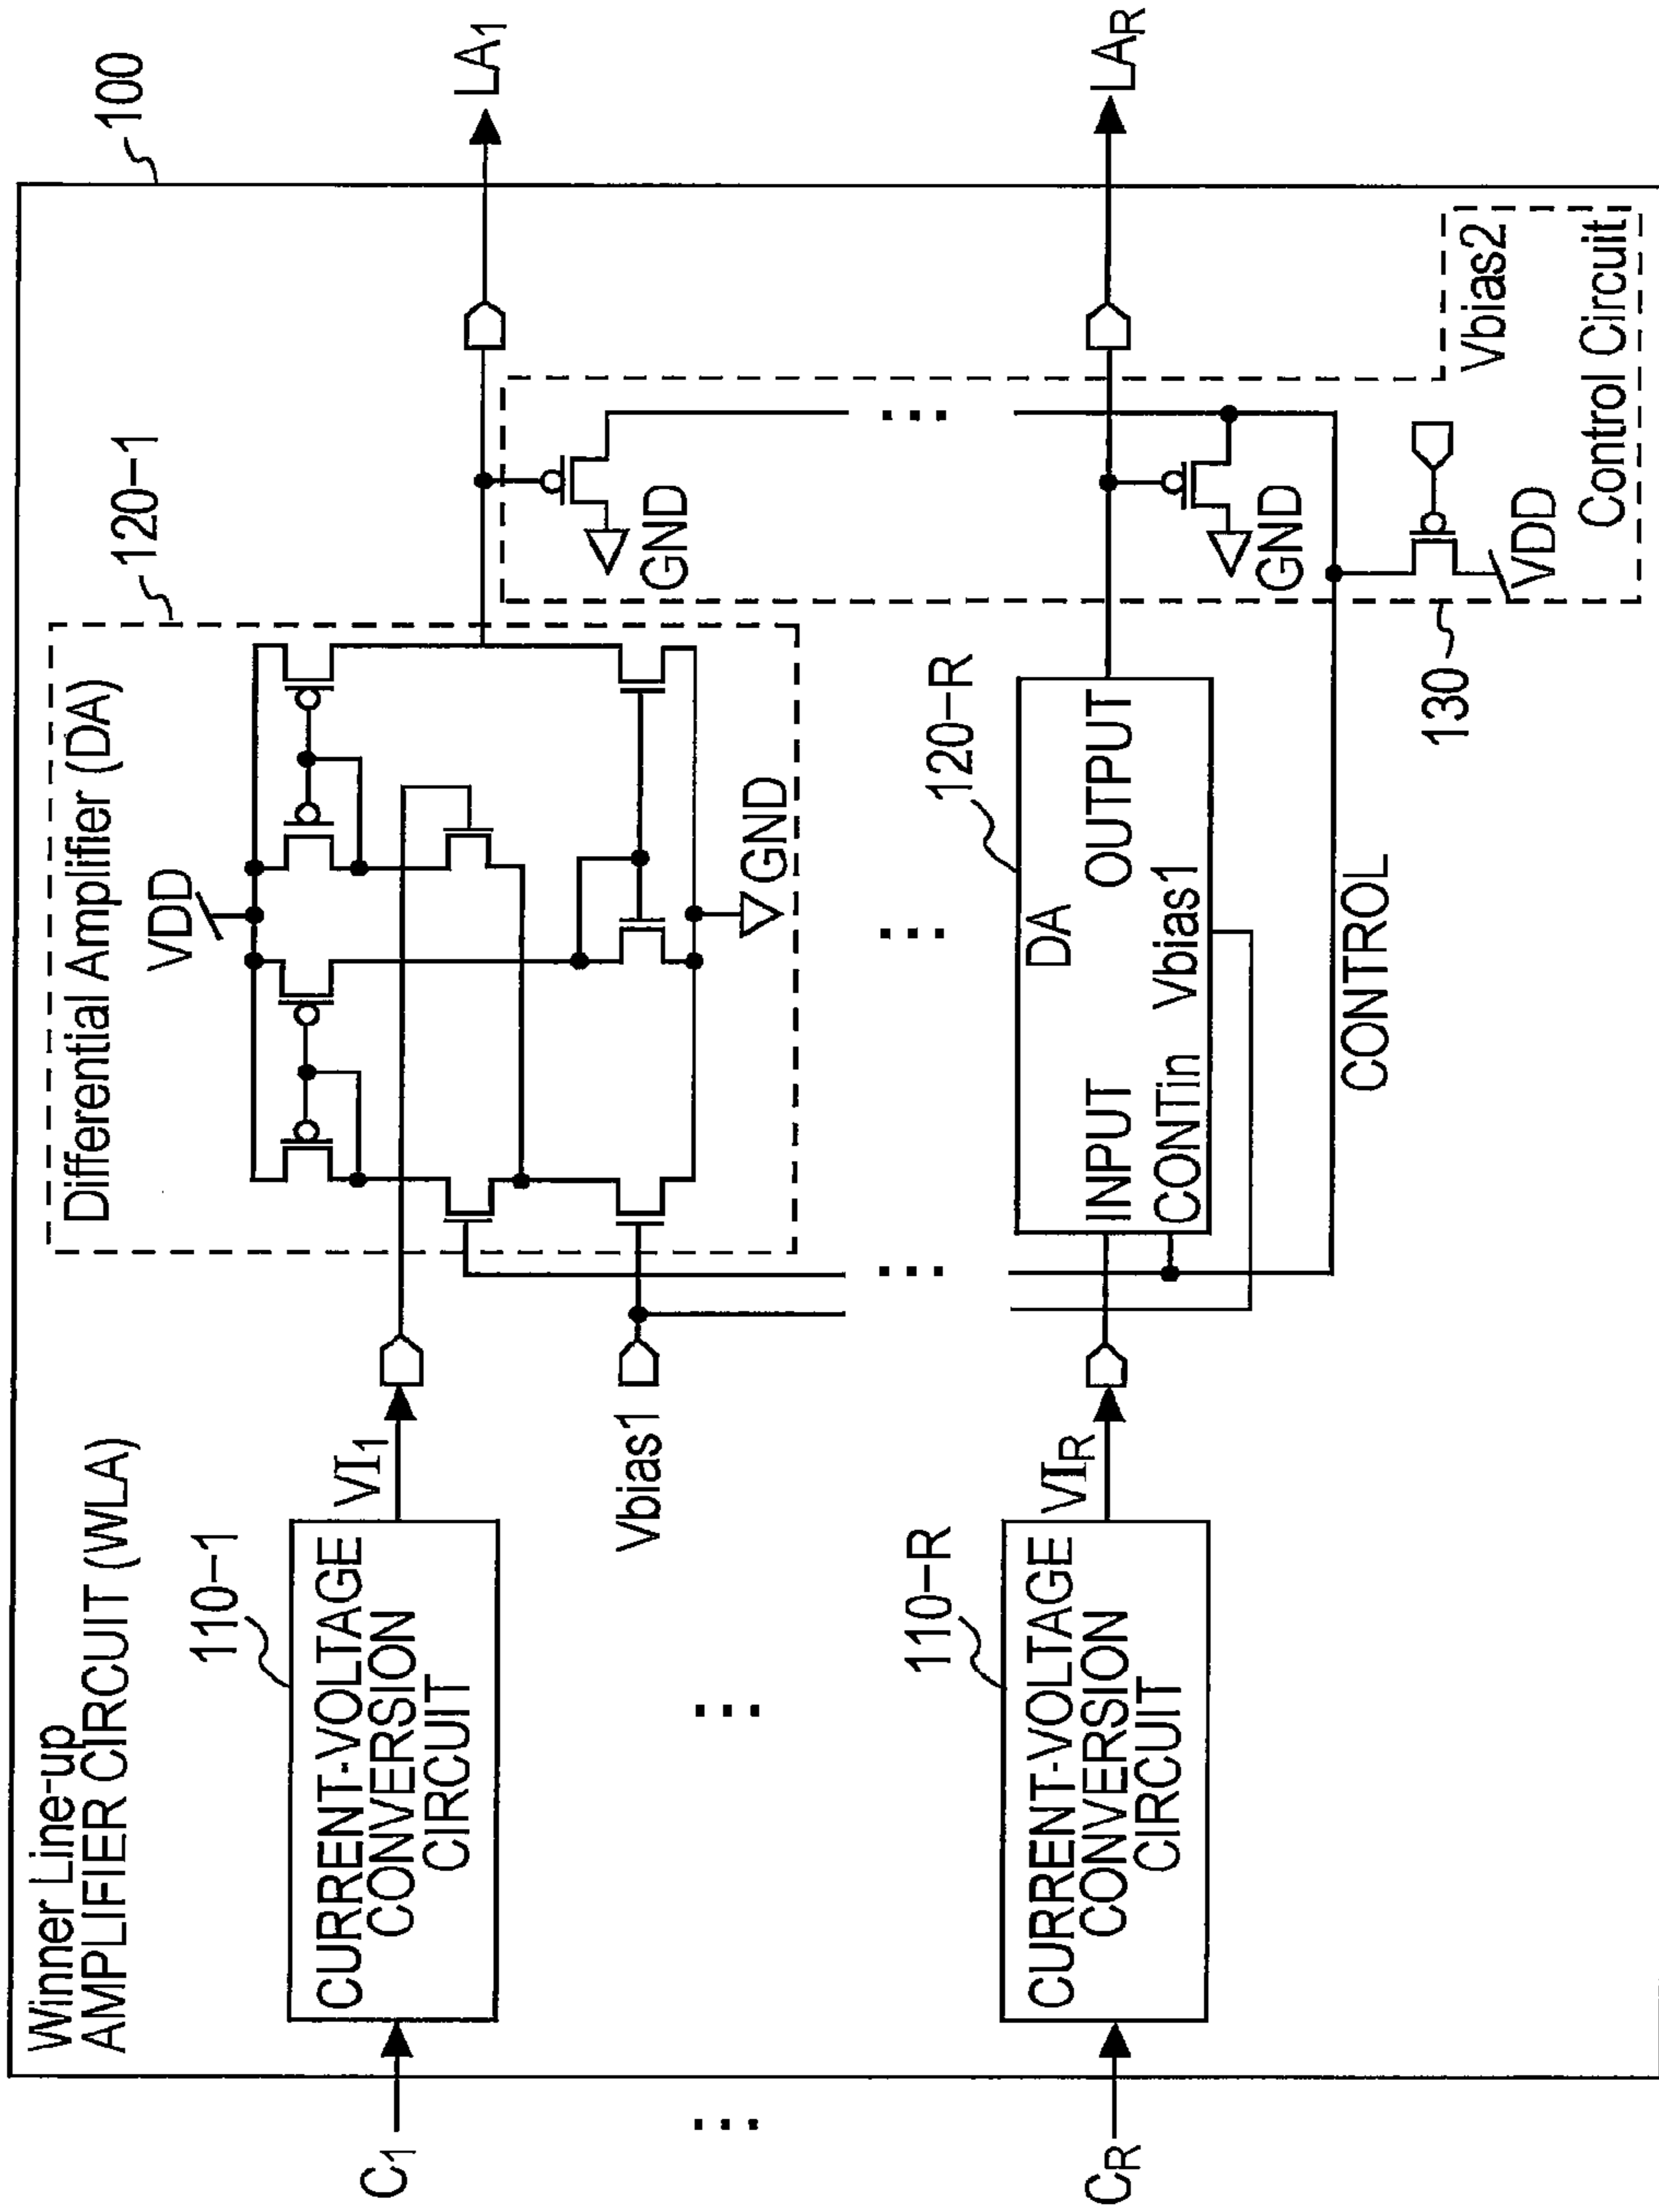 Winner Line-up
AMPLIFIER CIRCUIT (WLA)
100
C1
110-1
CURRENT-VOLTAGE
CONVERSION
CIRCUIT
VI1
Differential Amplifier (DA)
120-1
VDD
GND
LA1
Vbias1
GND
...
...
...
...
...
CR
110-R
CURRENT-VOLTAGE
CONVERSION
CIRCUIT
VIR
120-R
DA
INPUT
OUTPUT
CONTin
Vbias1
LAR
GND
CONTROL
130
VDD
Vbias2
Control Circuit